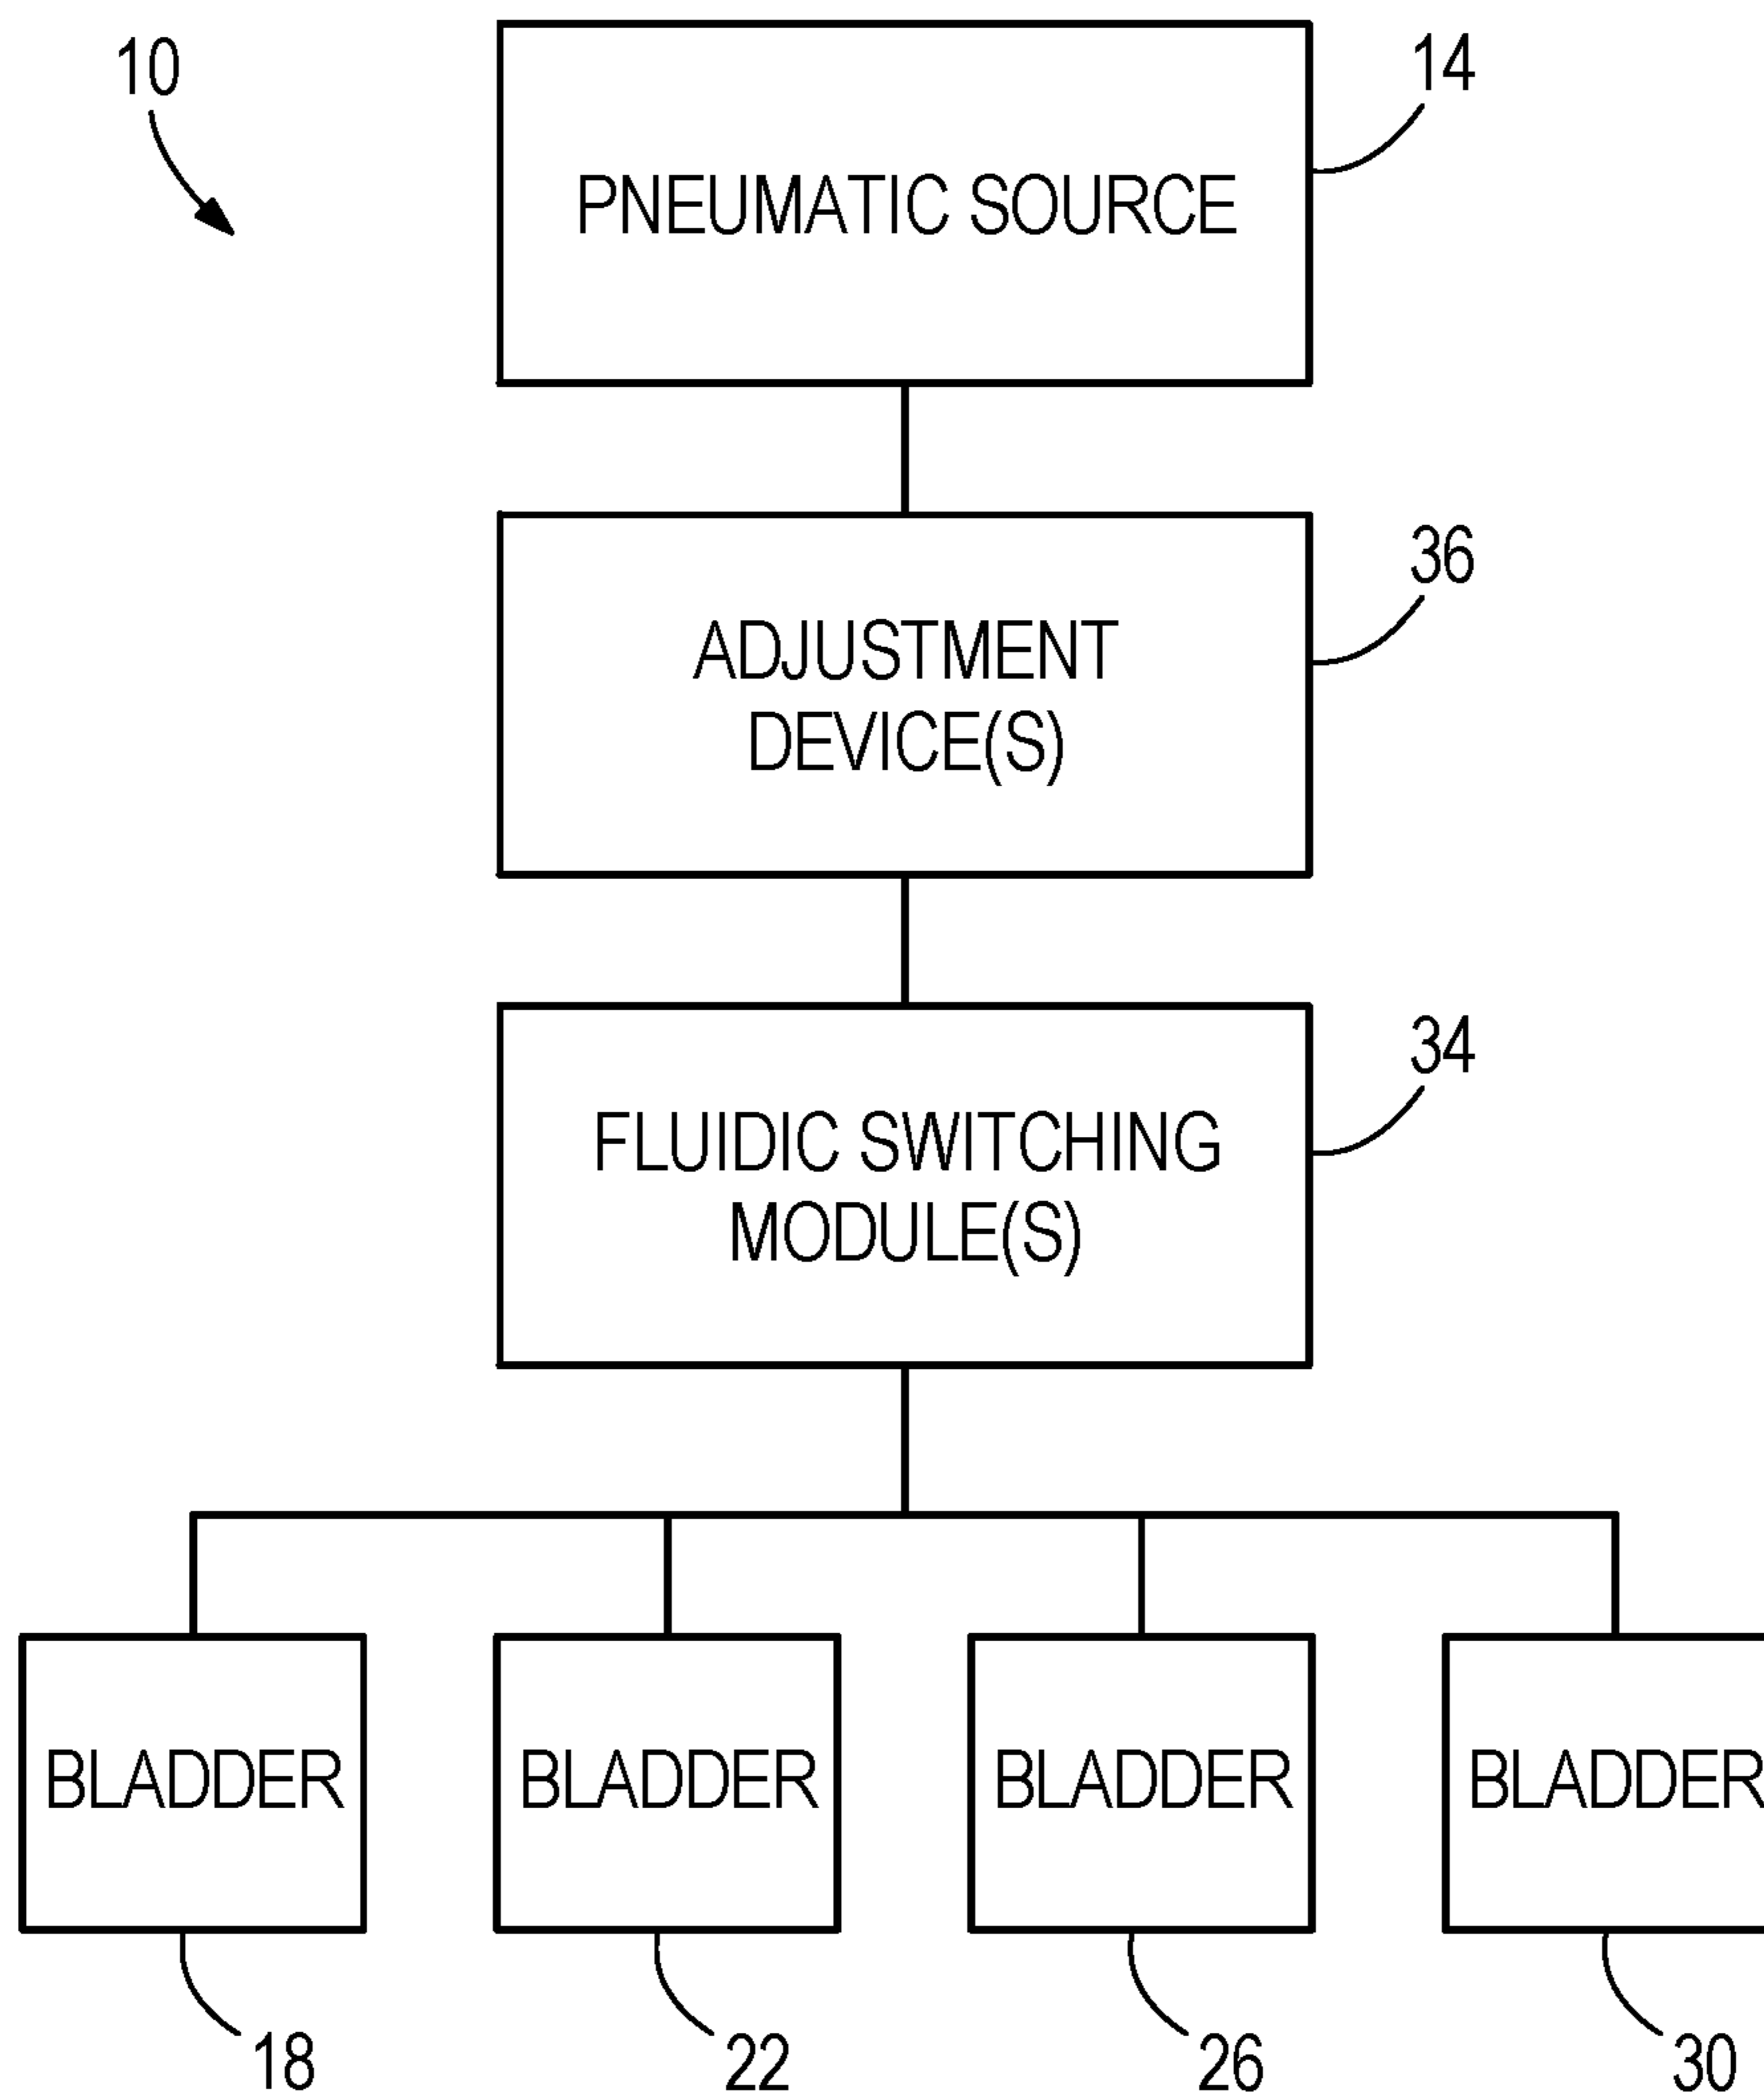 10
14
PNEUMATIC SOURCE
36
ADJUSTMENT
DEVICE(S)
34
FLUIDIC SWITCHING
MODULE(S)
BLADDER
BLADDER
BLADDER
BLADDER
18
22
26
30